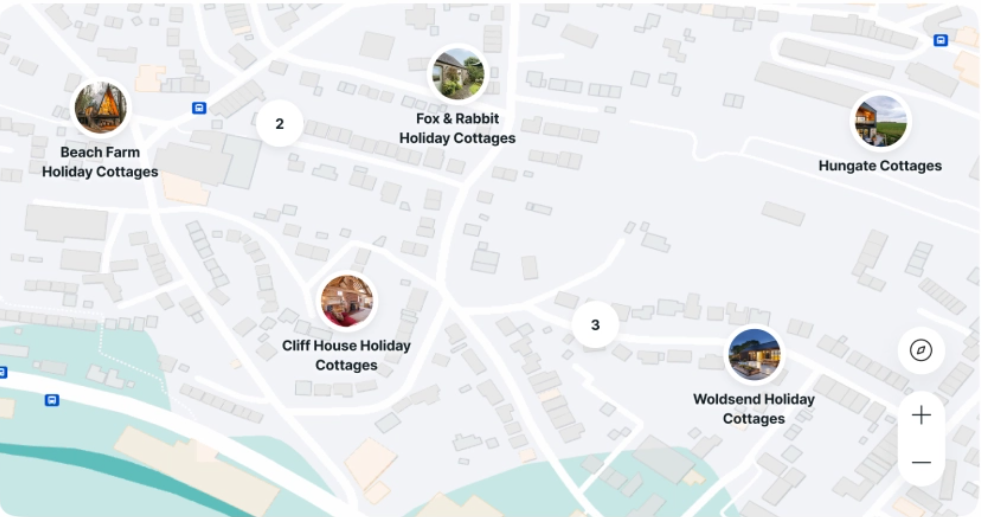 Fox & Rabbit
Holiday Cottages
2
Beach Farm
Holiday Cottages
Hungate Cottages
Cliff House Holiday
Cottages
3
Woldsend Holiday
Cottages